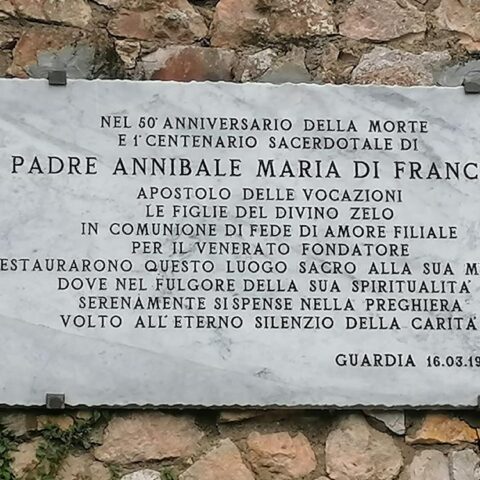 NEL 50° ANNIVERSARIO DELLA MORTE
E 1° CENTENARIO SACERDOTALE DI
PADRE ANNIBALE MARIA DI FRANC
APOSTOLO DELLE VOCAZIONI
LE FIGLIE DEL DIVINO ZELO
IN COMUNIONE DI FEDE DI AMORE FILIALE
PER IL VENERATO FONDATORE
ESTAURARONO QUESTO LUOGO SACRO ALLA SUA M
DOVE NEL FULGORE DELLA SUA SPIRITUALITA'
SERENAMENTE SI SPENSE NELLA PREGHIERA
VOLTO ALL'ETERNO SILENZIO DELLA CARITA'
GUARDIA 16.03.19